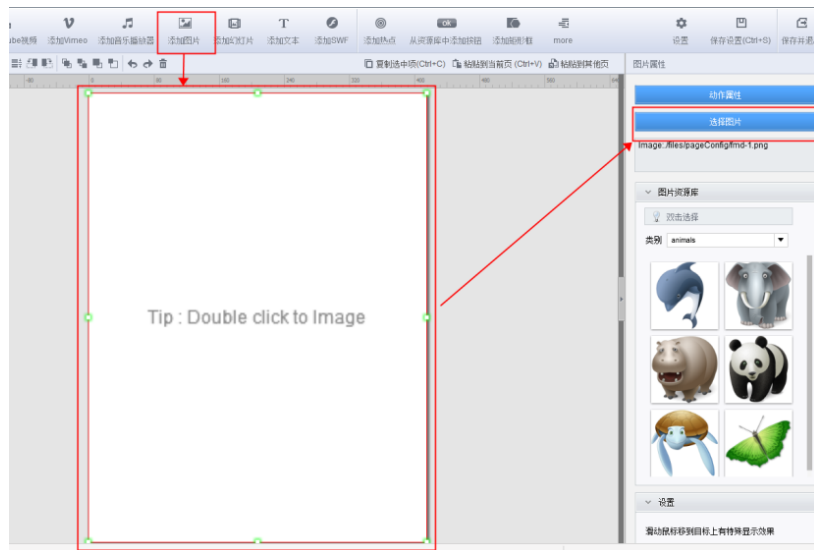 ube视频 添加Vimeo 添加音乐播放器 添加图片 添加幻灯片 添加文本 添加SWF 添加热点 从资源库中添加按钮 添加矩形框 more 设置 保存设置(Ctrl+S) 保存并退
复制选中项(Ctrl+C) 粘贴到当前页 (Ctrl+V) 粘贴到其他页 图片属性
动作属性
选择图片
Image:./files/pageConfig/fmd-1.png
图片资源库
双击选择
类别 animals
Tip : Double click to Image
设置
滑动鼠标移到目标上有特殊显示效果